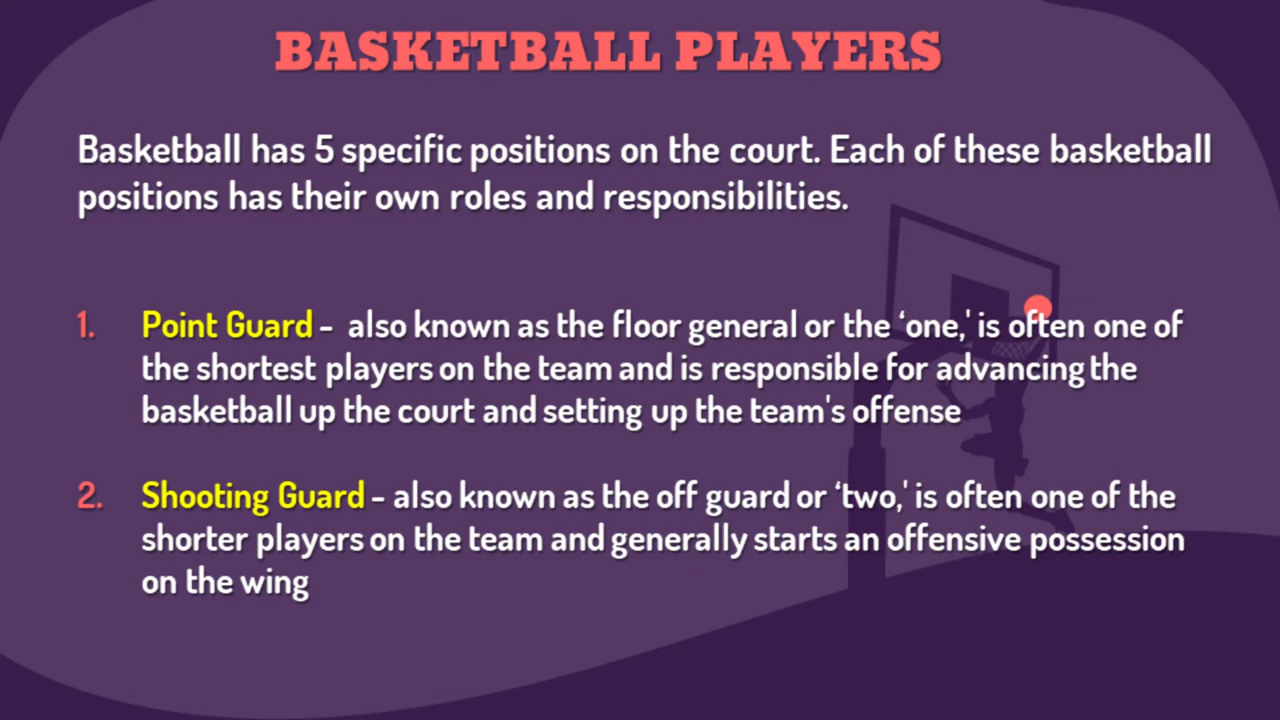 BASKETBALL PLAYERS
Basketball has 5 specific positions on the court. Each of these basketball
positions has their own roles and responsibilities.
1. Point Guard - also known as the floor general or the ‘one,' is often one of
the shortest players on the team and is responsible for advancing the
basketball up the court and setting up the team's offense
2. Shooting Guard - also known as the off guard or ‘two,' is often one of the
shorter players on the team and generally starts an offensive possession
on the wing